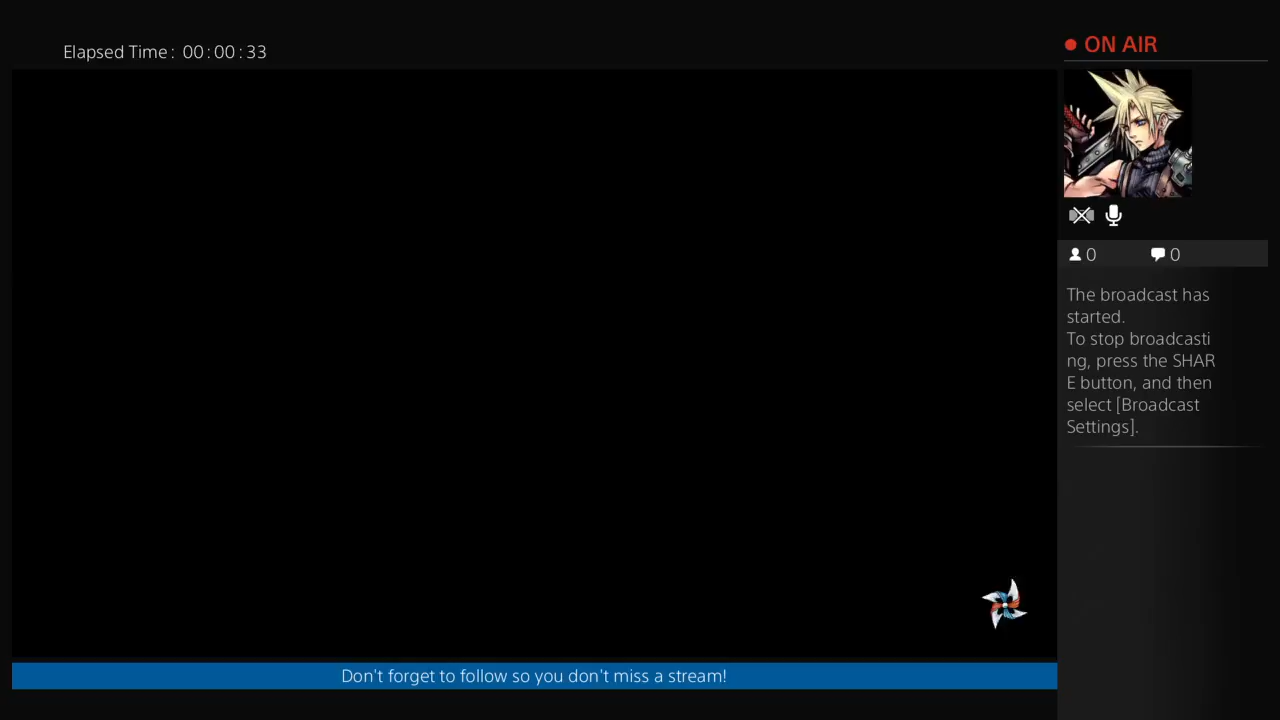 Elapsed Time: 00:00:33
ON AIR
0 0
The broadcast has
started.
To stop broadcasti
ng, press the SHAR
E button, and then
select [Broadcast
Settings].
Don't forget to follow so you don't miss a stream!